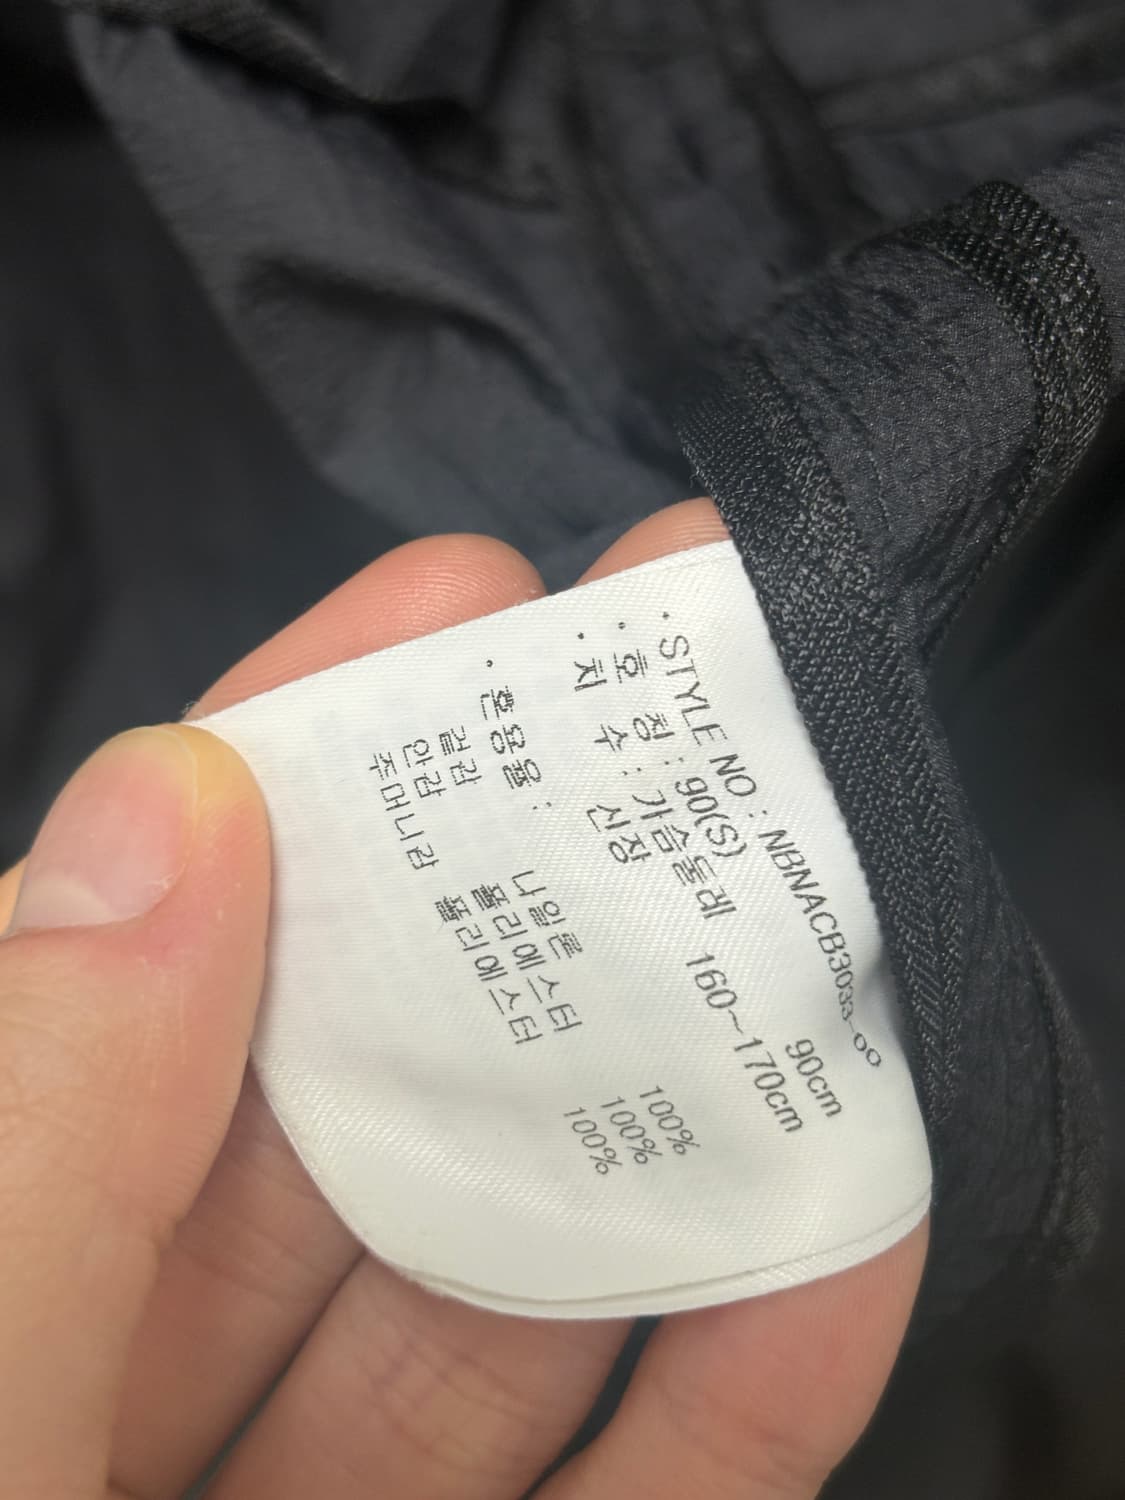 · STYLE NO : NBNACB3033-00
· 호 칭 : 90(S)
· 치 수 : 가슴둘레 90cm
신장 160~170cm
· 혼용율 :
겉감 나일론 100%
안감 폴리에스터 100%
주머니감 폴리에스터 100%